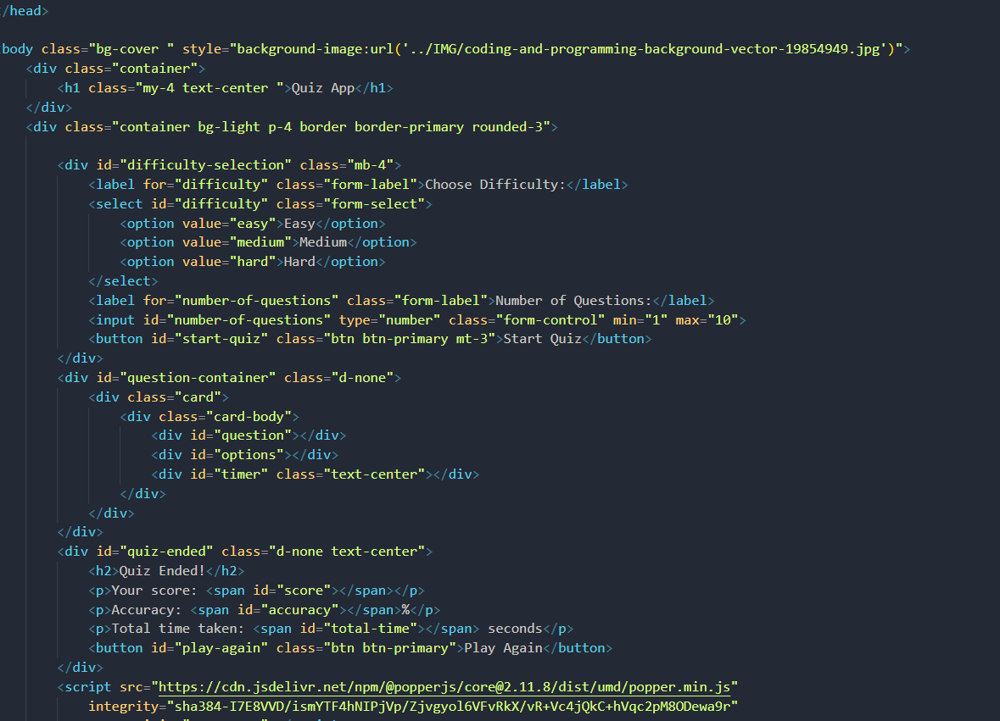 /head>
body class="bg-cover " style="background-image:url('../IMG/coding-and-programming-background-vector-19854949.jpg')">
<div class="container">
<h1 class="my-4 text-center ">Quiz App</h1>
</div>
<div class="container bg-light p-4 border border-primary rounded-3">
<div id="difficulty-selection" class="mb-4">
<label for="difficulty" class="form-label">Choose Difficulty:</label>
<select id="difficulty" class="form-select">
<option value="easy">Easy</option>
<option value="medium">Medium</option>
<option value="hard">Hard</option>
</select>
<label for="number-of-questions" class="form-label">Number of Questions:</label>
<input id="number-of-questions" type="number" class="form-control" min="1" max="10">
<button id="start-quiz" class="btn btn-primary mt-3">Start Quiz</button>
</div>
<div id="question-container" class="d-none">
<div class="card">
<div class="card-body">
<div id="question"></div>
<div id="options"></div>
<div id="timer" class="text-center"></div>
</div>
</div>
</div>
<div id="quiz-ended" class="d-none text-center">
<h2>Quiz Ended!</h2>
<p>Your score: <span id="score"></span></p>
<p>Accuracy: <span id="accuracy"></span>%</p>
<p>Total time taken: <span id="total-time"></span> seconds</p>
<button id="play-again" class="btn btn-primary">Play Again</button>
</div>
<script src="https://cdn.jsdelivr.net/npm/@popperjs/core@2.11.8/dist/umd/popper.min.js"
integrity="sha384-I7E8VVD/ismYTF4hNIPjVp/Zjvgyol6VFvRkX/vR+Vc4jQkC+hVqc2pM8ODewa9r"